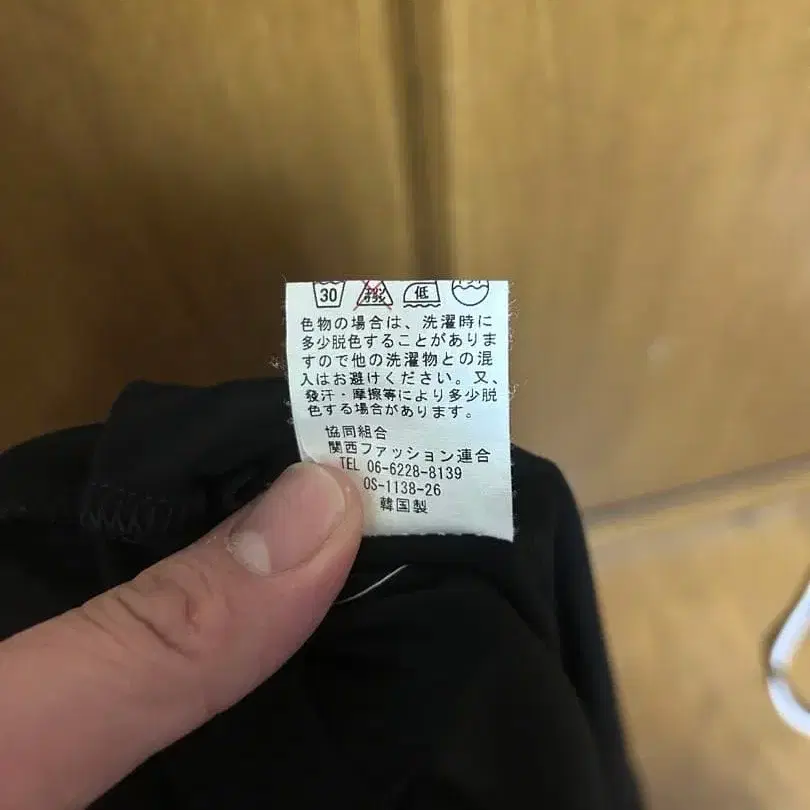 30 低
色物の場合は、洗濯時に
多少脱色することがありま
すので他の洗濯物との混
入はお避けください。又、
發汗・摩擦等により多少脱
色する場合があります。
協同組合
関西ファッション連合
TEL 06-6228-8139
OS-1138-26
韓国製